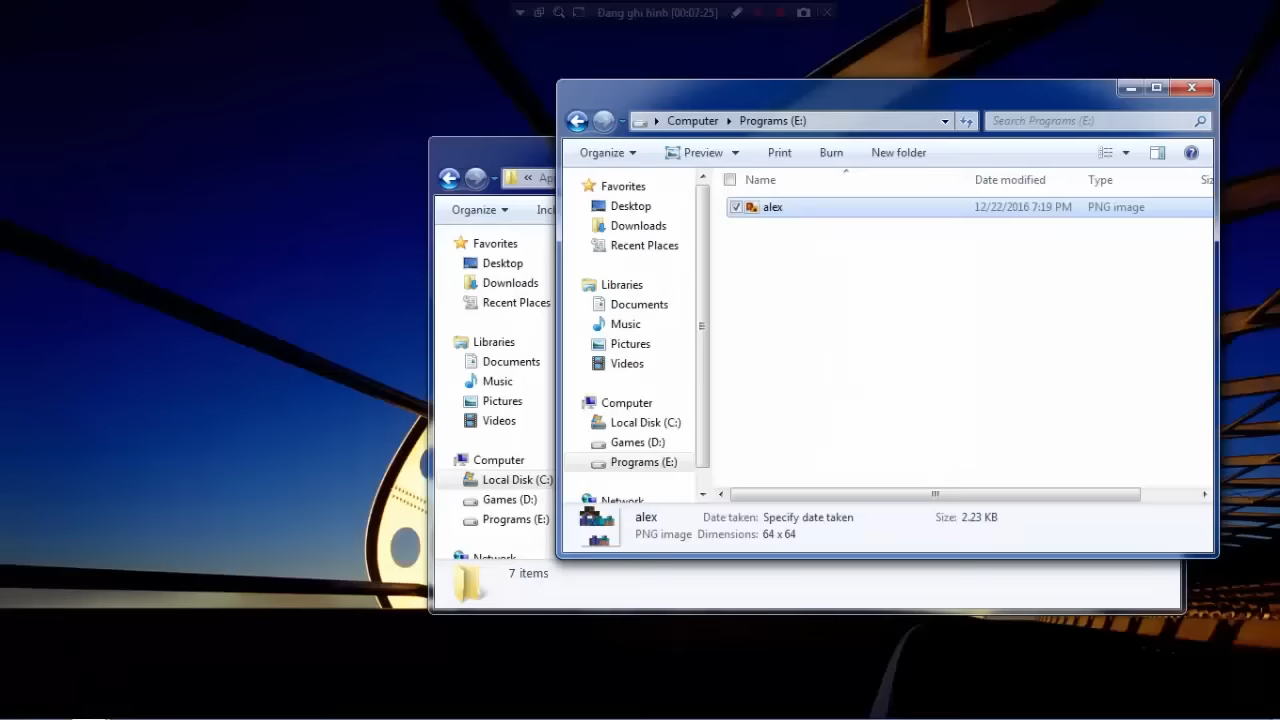 Đang ghi hình [00:07:25]
Computer
Programs (E:)
Search Programs (E:)
Organize
Preview
Print
Burn
New folder
Favorites
Desktop
Downloads
Recent Places
Libraries
Documents
Music
Pictures
Videos
Computer
Local Disk (C:)
Games (D:)
Programs (E:)
Network
Name
Date modified
Type
Siz
alex
12/22/2016 7:19 PM
PNG image
alex
Date taken: Specify date taken
Size: 2.23 KB
PNG image
Dimensions: 64 x 64
« Ap
Organize
Incl
Favorites
Desktop
Downloads
Recent Places
Libraries
Documents
Music
Pictures
Videos
Computer
Local Disk (C:)
Games (D:)
Programs (E:)
Network
7 items